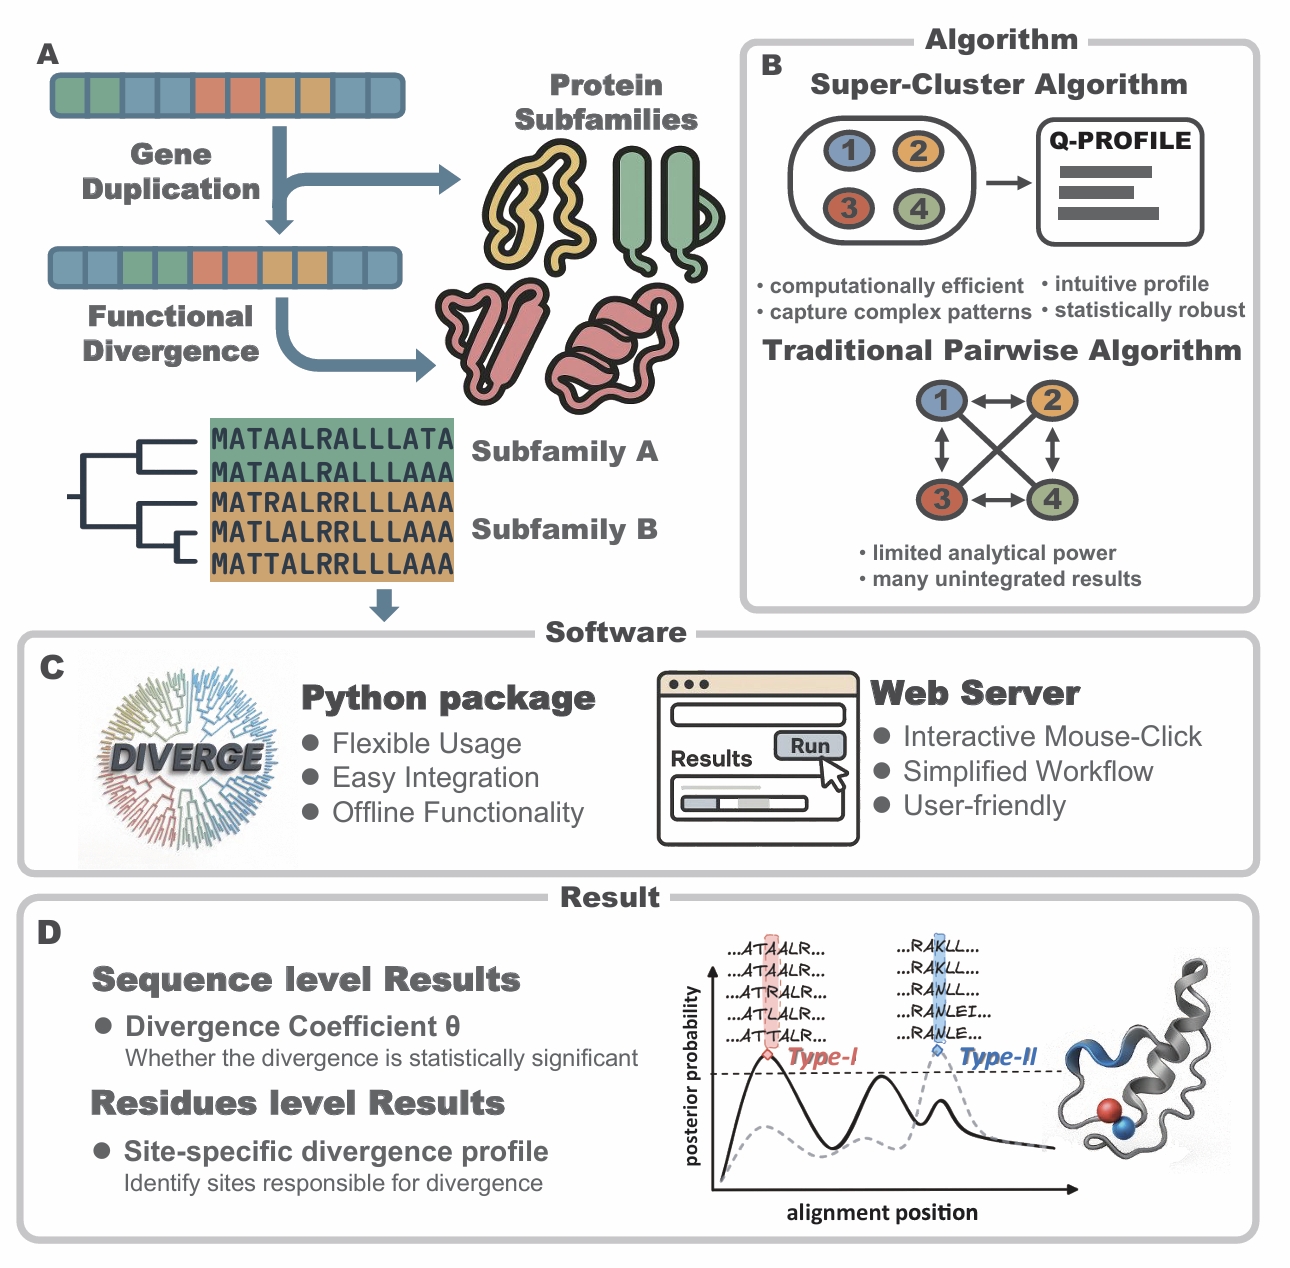 A
Gene
Duplication
Functional
Divergence
Protein
Subfamilies
MATAALRALLLATA
MATAALRALLLAAA
MATRALRRLLLAAA
MATLALRRLLLAAA
MATTALRRLLLAAA
Subfamily A
Subfamily B
Algorithm
B
Super-Cluster Algorithm
1
2
3
4
Q-PROFILE
• computationally efficient
• capture complex patterns
• intuitive profile
• statistically robust
Traditional Pairwise Algorithm
1
2
3
4
• limited analytical power
• many unintegrated results
Software
C
DIVERGE
Python package
● Flexible Usage
● Easy Integration
● Offline Functionality
Run
Results
Web Server
● Interactive Mouse-Click
● Simplified Workflow
● User-friendly
Result
D
Sequence level Results
● Divergence Coefficient θ
Whether the divergence is statistically significant
Residues level Results
● Site-specific divergence profile
Identify sites responsible for divergence
...ATAALR...
...ATAALR...
...ATRALR...
...ATLALR...
...ATTALR...
Type-I
...RAKLL...
...RAKLL...
...RANLL...
...RANLEI...
...RANLE...
Type-II
posterior probability
alignment position